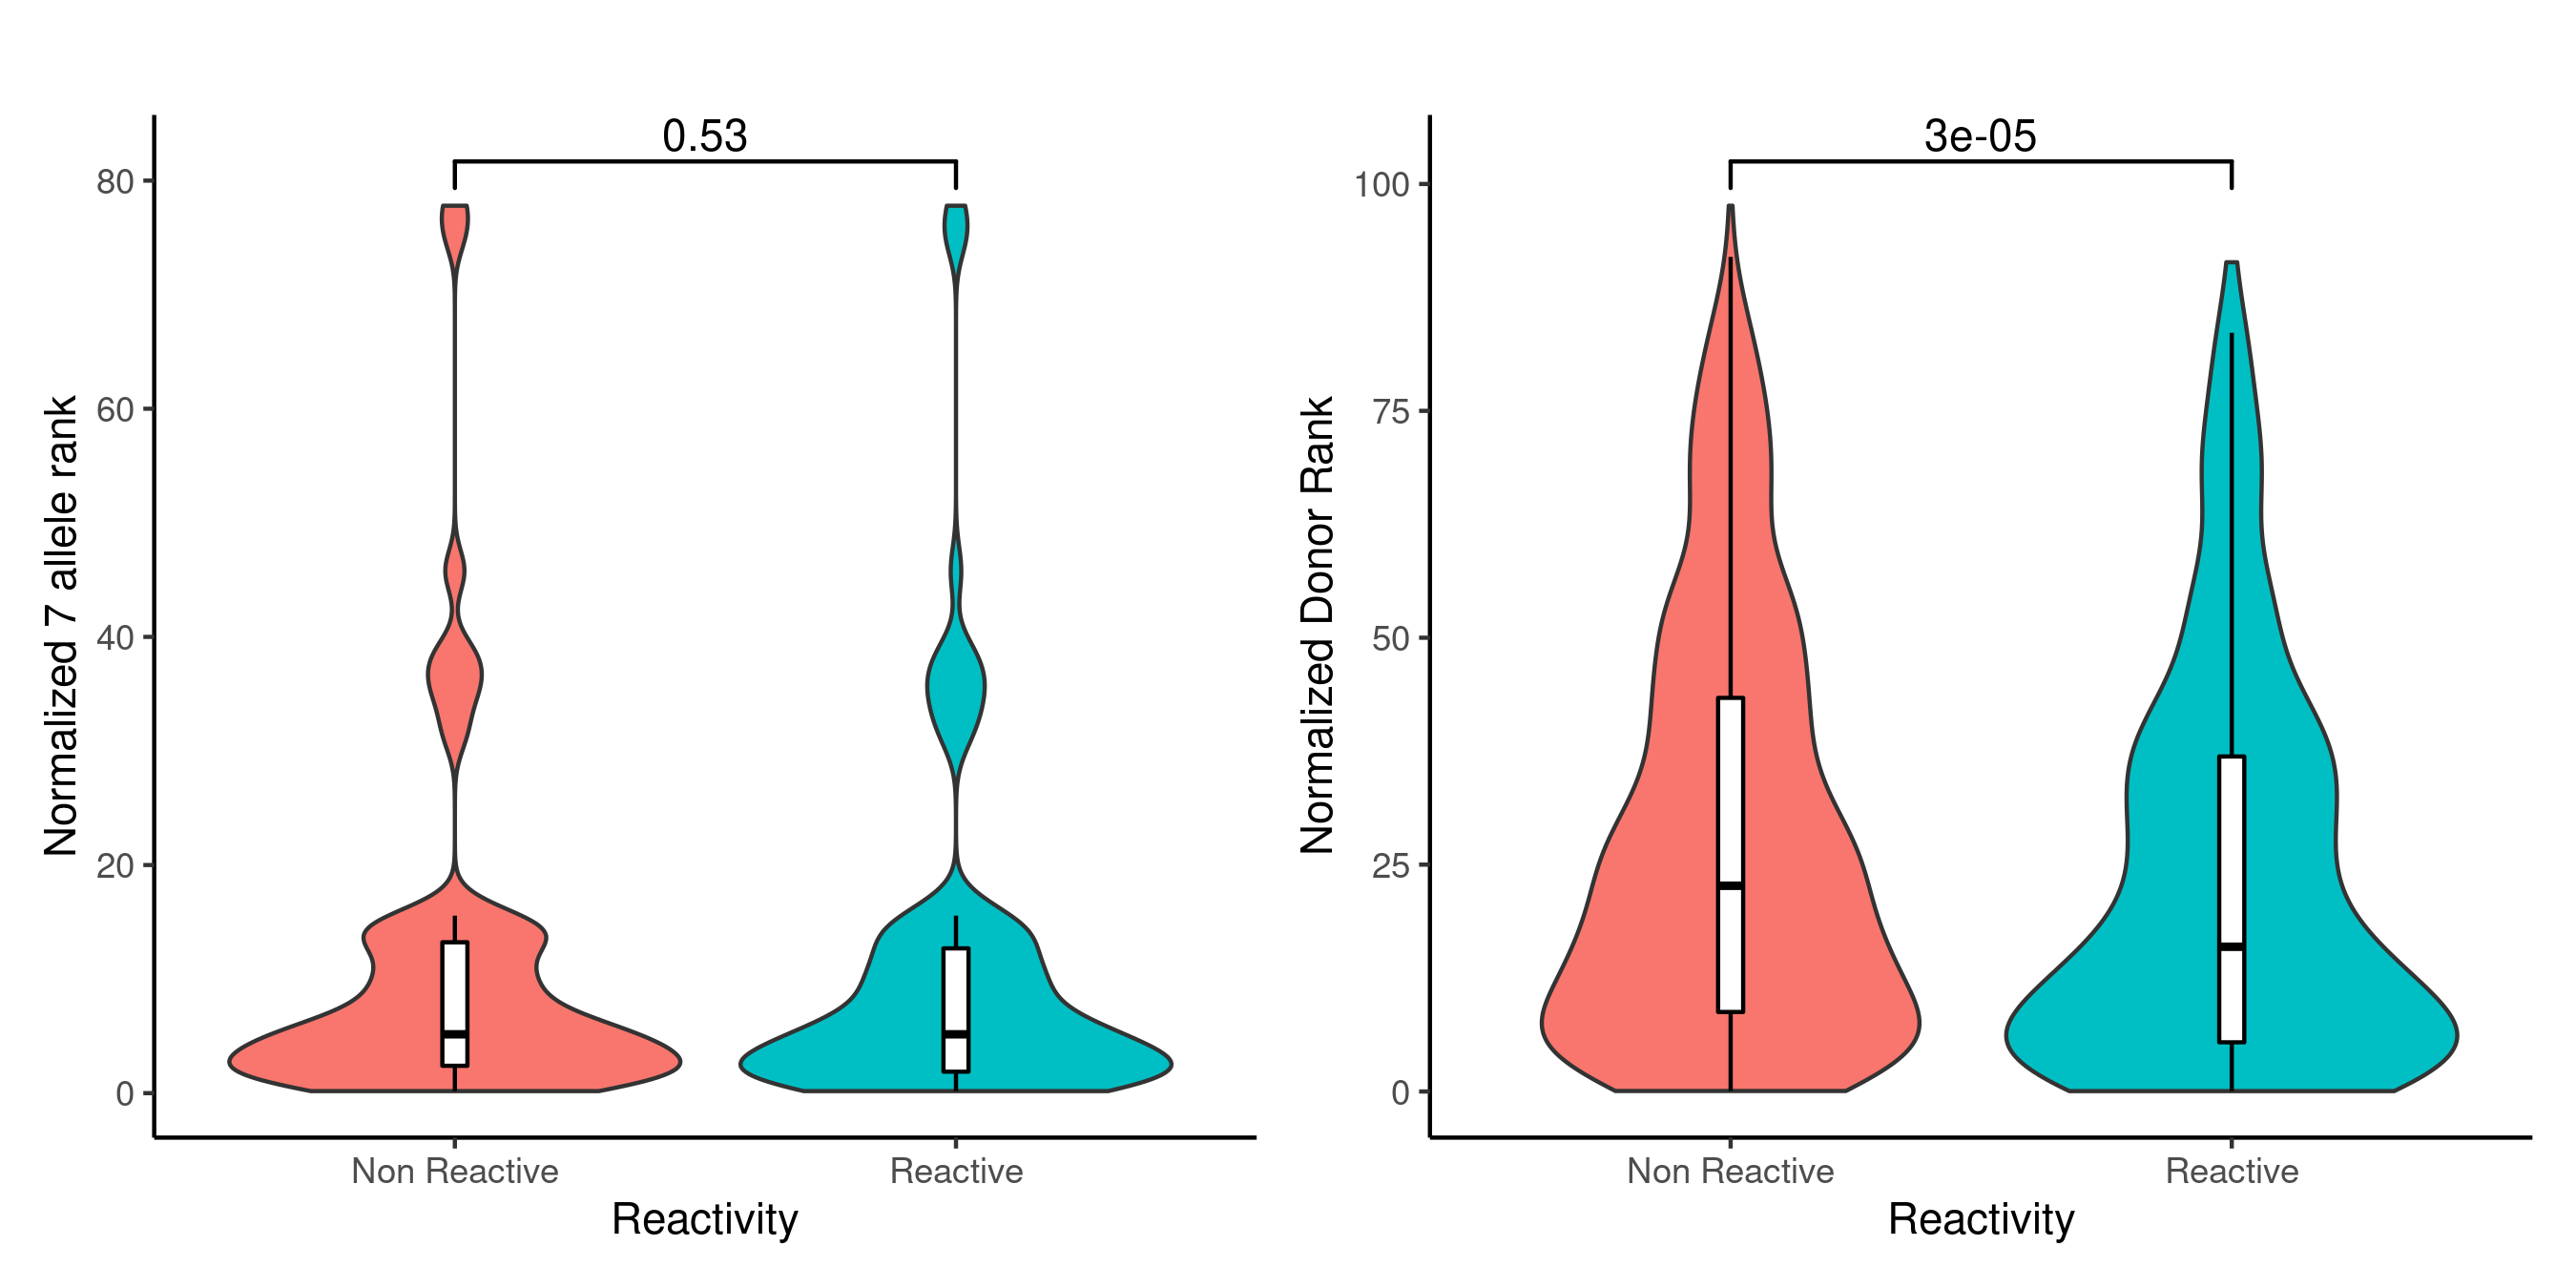 0.53
80
60
40
20
0
Normalized 7 allele rank
Non Reactive
Reactive
Reactivity
3e-05
100
75
50
25
0
Normalized Donor Rank
Non Reactive
Reactive
Reactivity